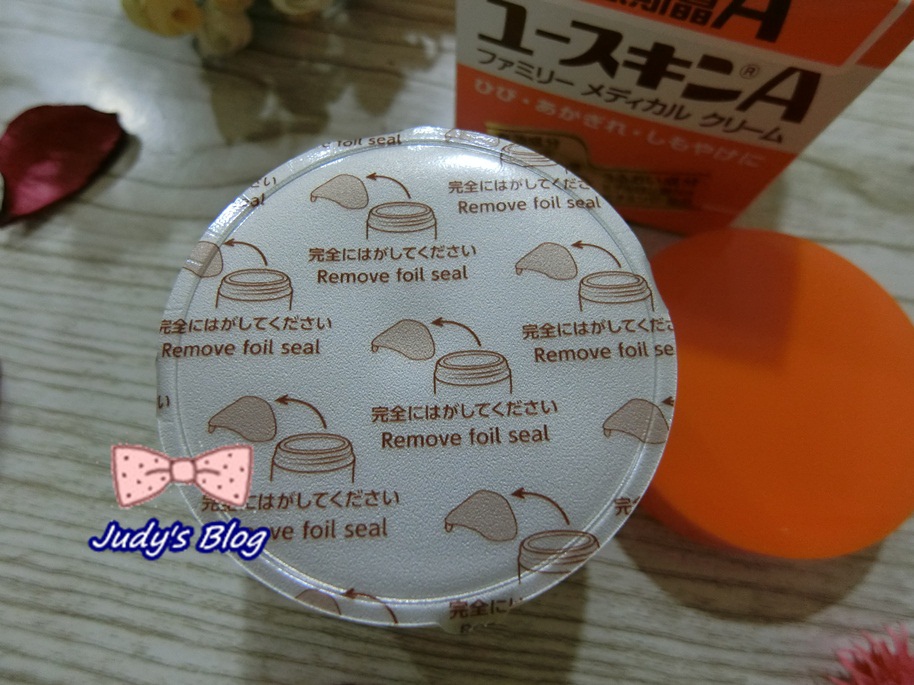 ユースキン®A
ファミリー メディカル クリーム
ひび・あかぎれ・しもやけに
foil seal
完全にはがしてくださ
Remove foil seal
完全にはがしてください
Remove foil seal
完全にはがしてください
Remove foil seal
完全にはがしてくだ
Remove foil se
完全にはがしてください
Remove foil seal
にはがしてください
ve foil seal
完全に
Judy's Blog